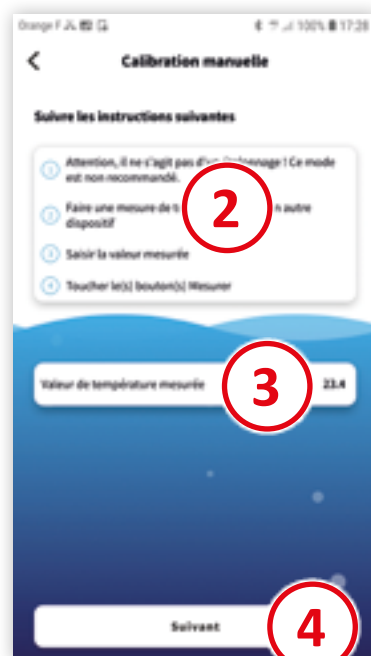 Orange F 100% 17:28
Calibration manuelle
Suivre les instructions suivantes
1 Attention, il ne s'agit pas d'un nnage ! Ce mode
est non recommandé.
2 Faire une mesure de n autre
dispositif
2
3 Saisir la valeur mesurée
4 Toucher le(s) bouton(s) Mesurer
Valeur de température mesurée 23.4
3
Suivant
4